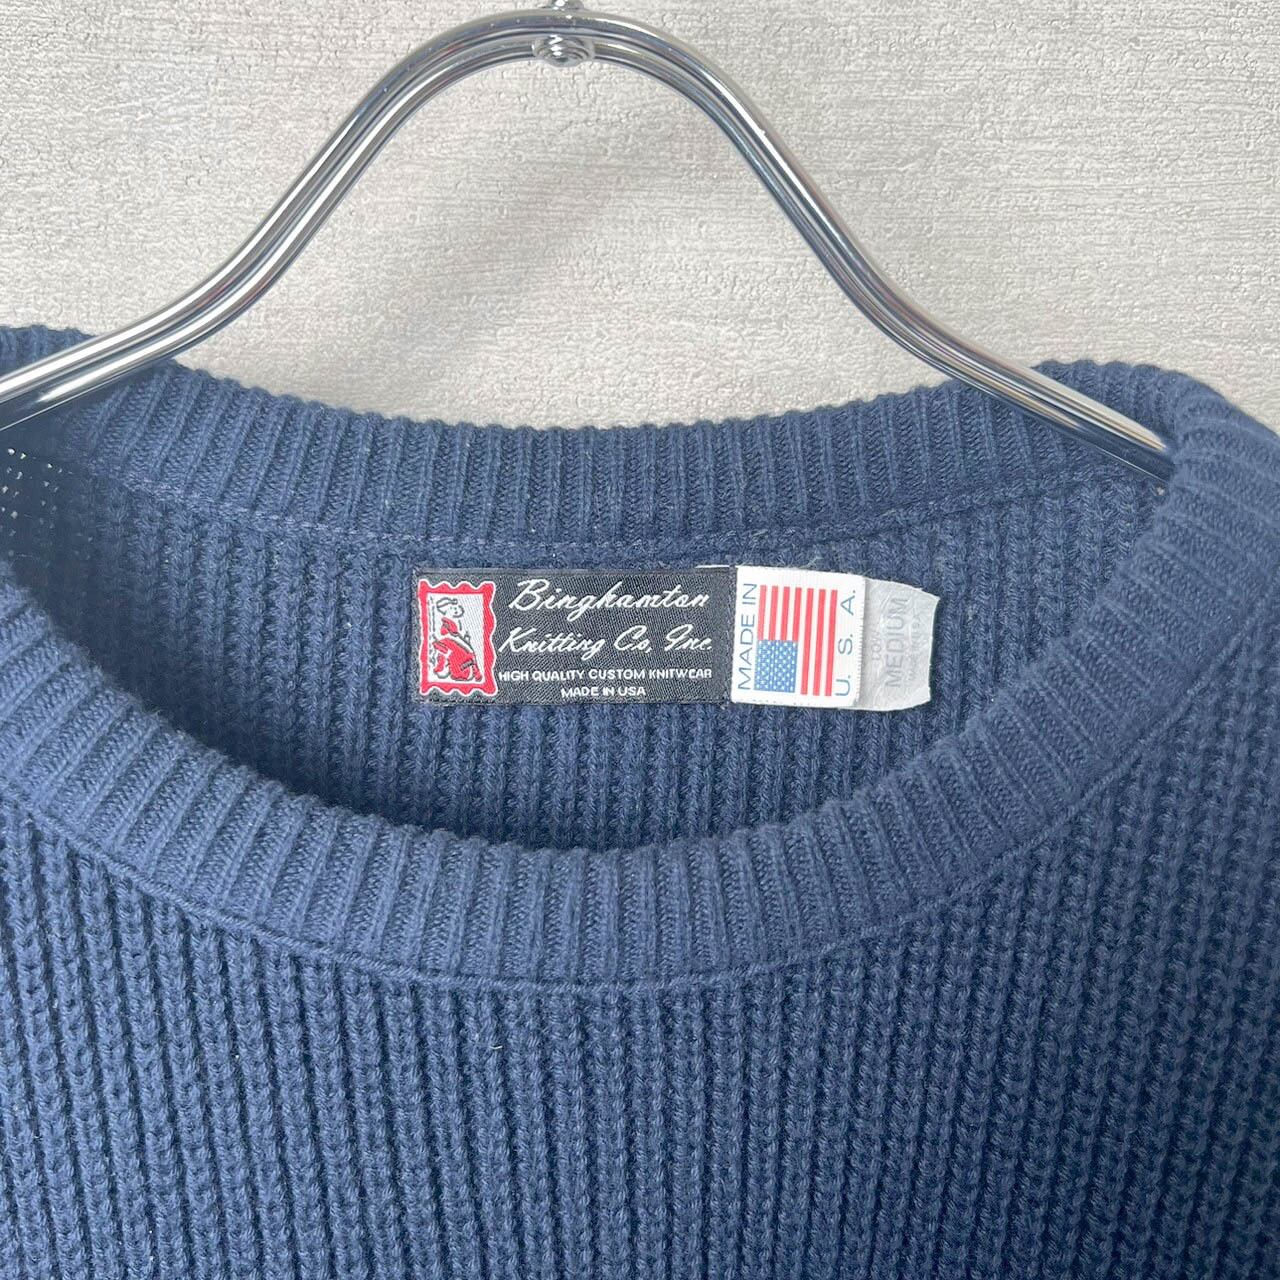 Binghamton
Knitting Co, Inc.
HIGH QUALITY CUSTOM KNITWEAR
MADE IN USA
MADE IN
U. S. A.
MEDIUM